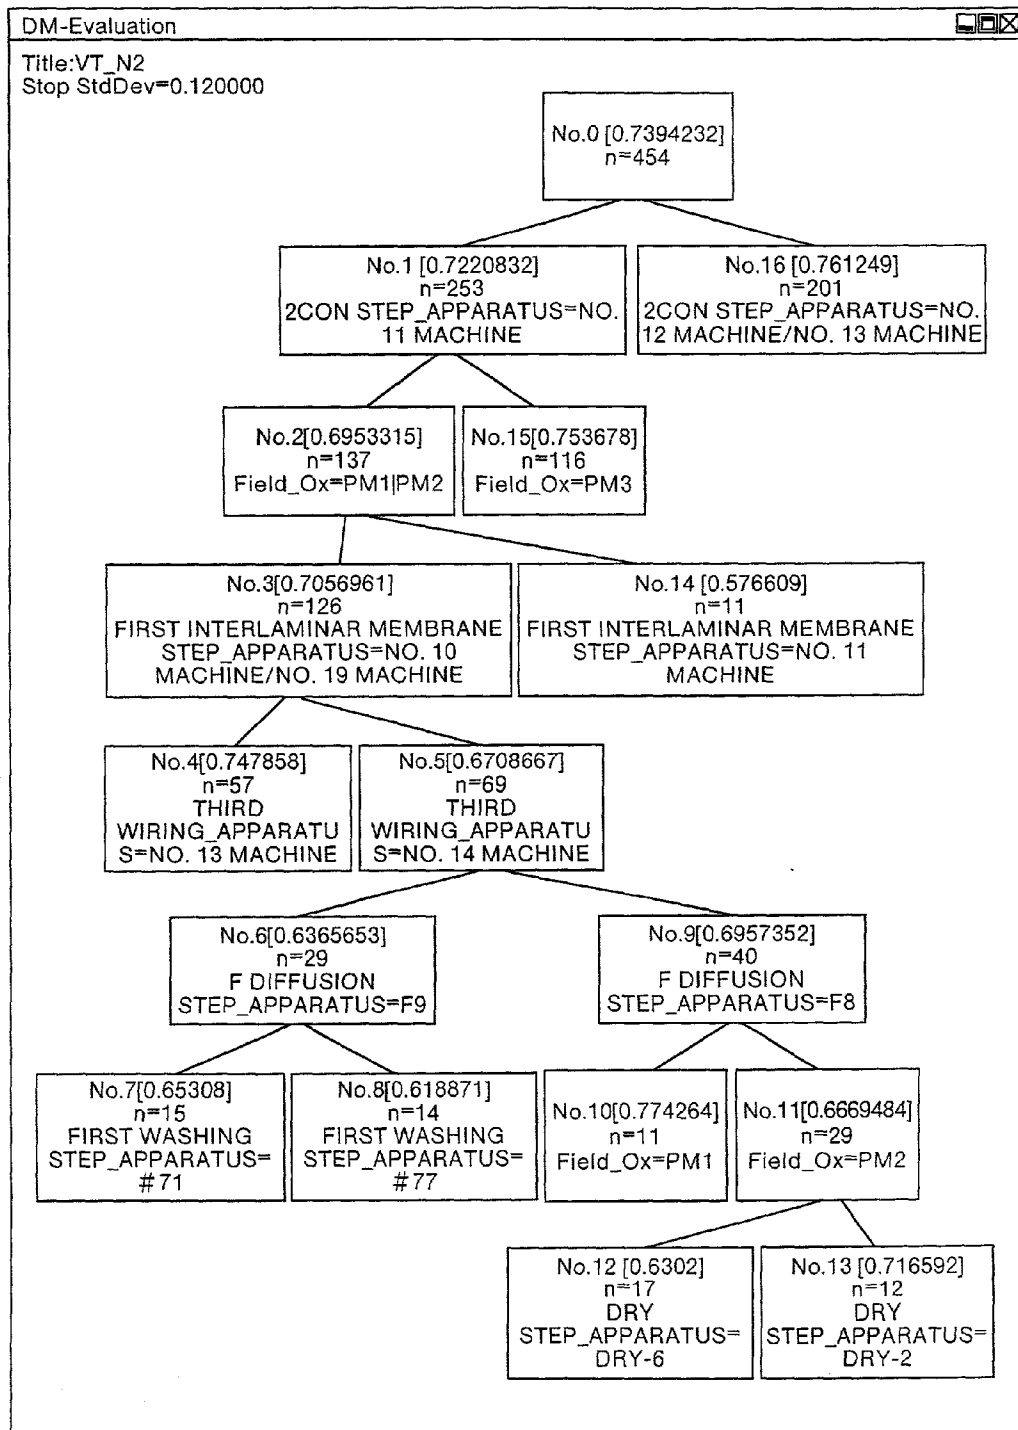 DM-Evaluation
Title:VT_N2
Stop StdDev=0.120000
No.0 [0.7394232]
n=454
No.1 [0.7220832]
n=253
2CON STEP_APPARATUS=NO.
11 MACHINE
No.16 [0.761249]
n=201
2CON STEP_APPARATUS=NO.
12 MACHINE/NO. 13 MACHINE
No.2[0.6953315]
n=137
Field_Ox=PM1|PM2
No.15[0.753678]
n=116
Field_Ox=PM3
No.3[0.7056961]
n=126
FIRST INTERLAMINAR MEMBRANE
STEP_APPARATUS=NO. 10
MACHINE/NO. 19 MACHINE
No.14 [0.576609]
n=11
FIRST INTERLAMINAR MEMBRANE
STEP_APPARATUS=NO. 11
MACHINE
No.4[0.747858]
n=57
THIRD
WIRING_APPARATU
S=NO. 13 MACHINE
No.5[0.6708667]
n=69
THIRD
WIRING_APPARATU
S=NO. 14 MACHINE
No.6[0.6365653]
n=29
F DIFFUSION
STEP_APPARATUS=F9
No.9[0.6957352]
n=40
F DIFFUSION
STEP_APPARATUS=F8
No.7[0.65308]
n=15
FIRST WASHING
STEP_APPARATUS=
#71
No.8[0.618871]
n=14
FIRST WASHING
STEP_APPARATUS=
#77
No.10[0.774264]
n=11
Field_Ox=PM1
No.11[0.6669484]
n=29
Field_Ox=PM2
No.12 [0.6302]
n=17
DRY
STEP_APPARATUS=
DRY-6
No.13 [0.716592]
n=12
DRY
STEP_APPARATUS=
DRY-2